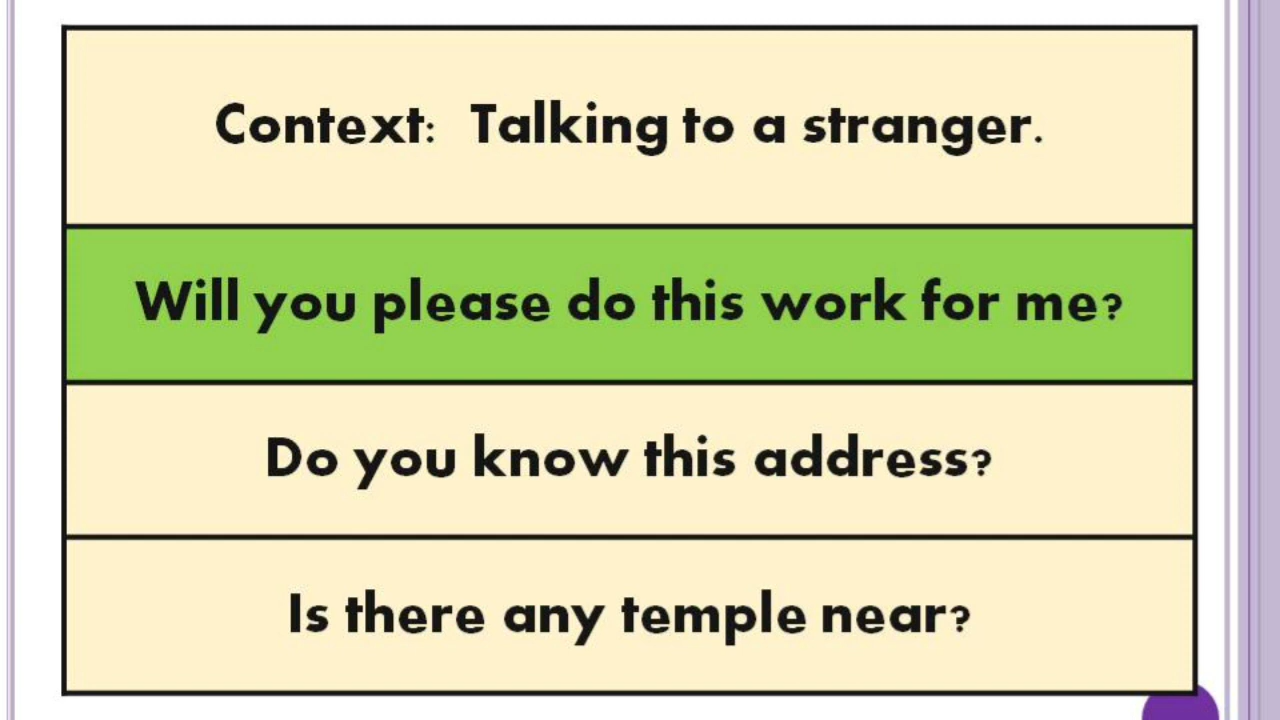 Context: Talking to a stranger.
Will you please do this work for me?
Do you know this address?
Is there any temple near?